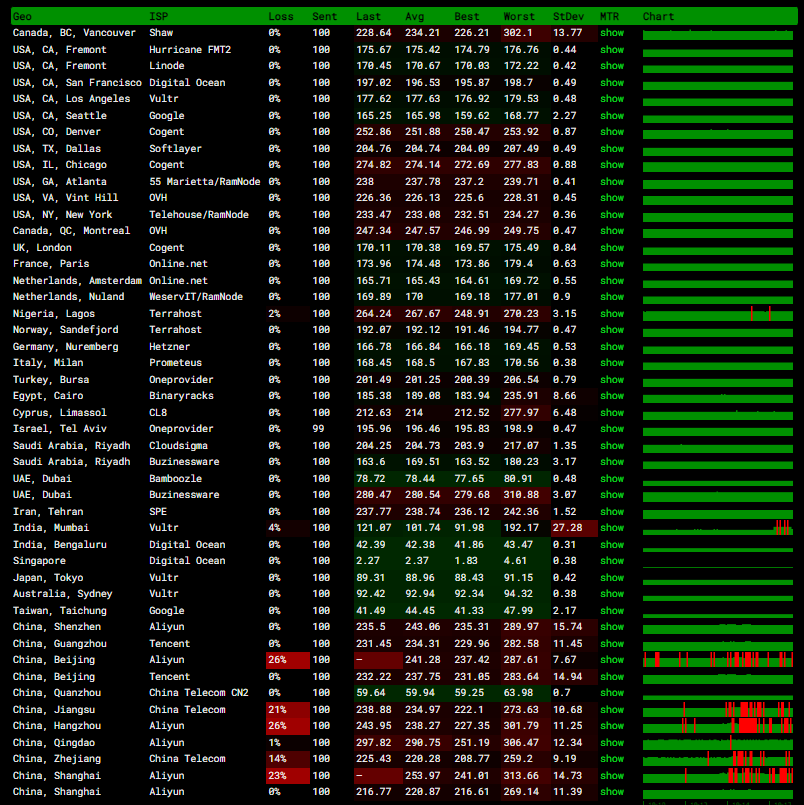 Geo ISP Loss Sent Last Avg Best Worst StDev MTR Chart
Canada, BC, Vancouver Shaw 0% 100 228.64 234.21 226.21 302.1 13.77 show
USA, CA, Fremont Hurricane FMT2 0% 100 175.67 175.42 174.79 176.76 0.44 show
USA, CA, Fremont Linode 0% 100 170.45 170.67 170.03 172.22 0.42 show
USA, CA, San Francisco Digital Ocean 0% 100 197.02 196.53 195.87 198.7 0.49 show
USA, CA, Los Angeles Vultr 0% 100 177.62 177.63 176.92 179.53 0.48 show
USA, CA, Seattle Google 0% 100 165.25 165.98 159.62 168.77 2.27 show
USA, CO, Denver Cogent 0% 100 252.86 251.88 250.47 253.92 0.87 show
USA, TX, Dallas Softlayer 0% 100 204.76 204.74 204.09 207.49 0.49 show
USA, IL, Chicago Cogent 0% 100 274.82 274.14 272.69 277.83 0.88 show
USA, GA, Atlanta 55 Marietta/RamNode 0% 100 238 237.78 237.2 239.71 0.41 show
USA, VA, Vint Hill OVH 0% 100 226.36 226.13 225.6 228.31 0.45 show
USA, NY, New York Telehouse/RamNode 0% 100 233.47 233.08 232.51 234.27 0.36 show
Canada, QC, Montreal OVH 0% 100 247.34 247.57 246.99 249.75 0.47 show
UK, London Cogent 0% 100 170.11 170.38 169.57 175.49 0.84 show
France, Paris Online.net 0% 100 173.96 174.48 173.86 179.4 0.63 show
Netherlands, Amsterdam Online.net 0% 100 165.71 165.43 164.61 169.72 0.55 show
Netherlands, Nuland WeservIT/RamNode 0% 100 169.89 170 169.18 177.01 0.9 show
Nigeria, Lagos Terrahost 2% 100 264.24 267.67 248.91 270.23 3.15 show
Norway, Sandefjord Terrahost 0% 100 192.07 192.12 191.46 194.77 0.47 show
Germany, Nuremberg Hetzner 0% 100 166.78 166.84 166.18 169.45 0.53 show
Italy, Milan Prometeus 0% 100 168.45 168.5 167.83 170.56 0.38 show
Turkey, Bursa Oneprovider 0% 100 201.49 201.25 200.39 206.54 0.79 show
Egypt, Cairo Binaryracks 0% 100 185.38 189.08 183.94 235.91 8.66 show
Cyprus, Limassol CL8 0% 100 212.63 214 212.52 277.97 6.48 show
Israel, Tel Aviv Oneprovider 0% 99 195.96 196.46 195.83 198.9 0.47 show
Saudi Arabia, Riyadh Cloudsigma 0% 100 204.25 204.73 203.9 217.07 1.35 show
Saudi Arabia, Riyadh Buzinessware 0% 100 163.6 169.51 163.52 180.23 3.17 show
UAE, Dubai Bamboozle 0% 100 78.72 78.44 77.65 80.91 0.48 show
UAE, Dubai Buzinessware 0% 100 280.47 280.54 279.68 310.88 3.07 show
Iran, Tehran SPE 0% 100 237.77 238.74 236.12 242.36 1.52 show
India, Mumbai Vultr 4% 100 121.07 101.74 91.98 192.17 27.28 show
India, Bengaluru Digital Ocean 0% 100 42.39 42.38 41.86 43.47 0.31 show
Singapore Digital Ocean 0% 100 2.27 2.37 1.83 4.61 0.38 show
Japan, Tokyo Vultr 0% 100 89.31 88.96 88.43 91.15 0.42 show
Australia, Sydney Vultr 0% 100 92.42 92.94 92.34 94.32 0.38 show
Taiwan, Taichung Google 0% 100 41.49 44.45 41.33 47.99 2.17 show
China, Shenzhen Aliyun 0% 100 235.5 243.06 235.31 289.97 15.74 show
China, Guangzhou Tencent 0% 100 231.45 234.31 229.96 282.58 11.45 show
China, Beijing Aliyun 26% 100 — 241.28 237.42 287.61 7.67 show
China, Beijing Tencent 0% 100 232.22 237.75 231.05 283.64 14.94 show
China, Quanzhou China Telecom CN2 0% 100 59.64 59.94 59.25 63.98 0.7 show
China, Jiangsu China Telecom 21% 100 238.88 234.97 222.1 273.63 10.68 show
China, Hangzhou Aliyun 26% 100 243.95 238.27 227.35 301.79 11.25 show
China, Qingdao Aliyun 1% 100 297.82 290.75 251.19 306.47 12.34 show
China, Zhejiang China Telecom 14% 100 225.43 220.28 208.77 259.2 9.19 show
China, Shanghai Aliyun 23% 100 — 253.97 241.01 313.66 14.73 show
China, Shanghai Aliyun 0% 100 216.77 220.87 216.61 269.14 11.39 show